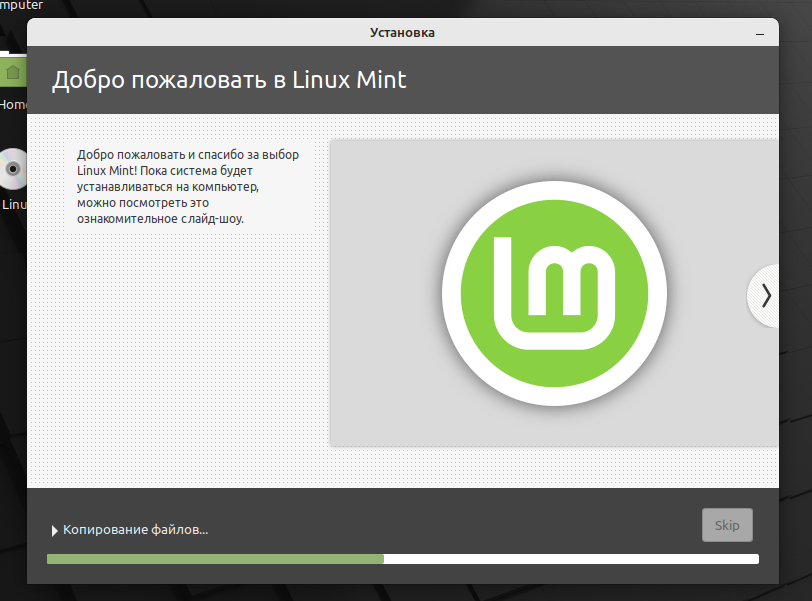 mputer
Установка
Добро пожаловать в Linux Mint
Home
Добро пожаловать и спасибо за выбор
Linux Mint! Пока система будет
устанавливаться на компьютер,
можно посмотреть это
ознакомительное слайд-шоу.
Linu
lm
Копирование файлов...
Skip